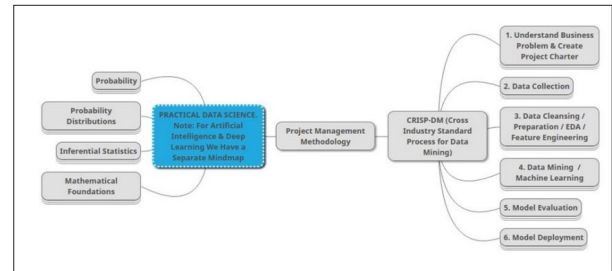 Probability
Probability
Distributions
Inferential Statistics
Mathematical
Foundations
PRACTICAL DATA SCIENCE.
Note: For Artificial
Intelligence & Deep
Learning We Have a
Separate Mindmap
Project Management
Methodology
CRISP-DM (Cross
Industry Standard
Process for Data
Mining)
1. Understand Business
Problem & Create
Project Charter
2. Data Collection
3. Data Cleansing /
Preparation / EDA /
Feature Engineering
4. Data Mining /
Machine Learning
5. Model Evaluation
6. Model Deployment